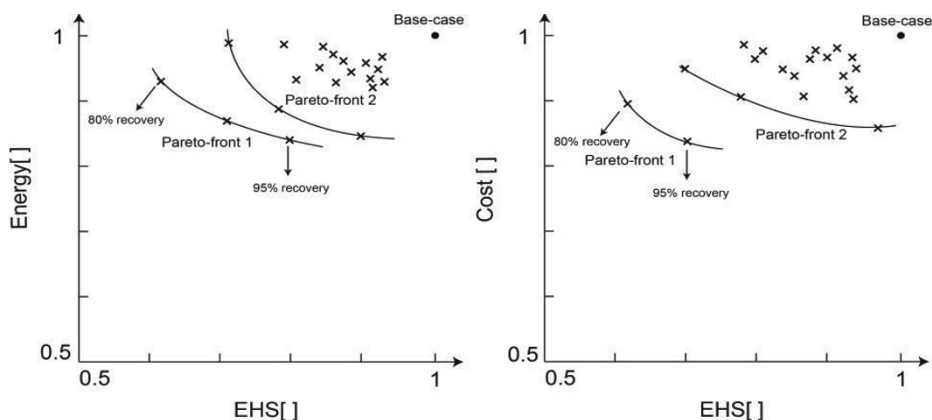 Base-case
1
Pareto-front 2
80% recovery
Pareto-front 1
95% recovery
Energy[ ]
0.5
0.5
1
EHS[ ]
Base-case
1
80% recovery
Pareto-front 1
Pareto-front 2
95% recovery
Cost[ ]
0.5
0.5
1
EHS[ ]